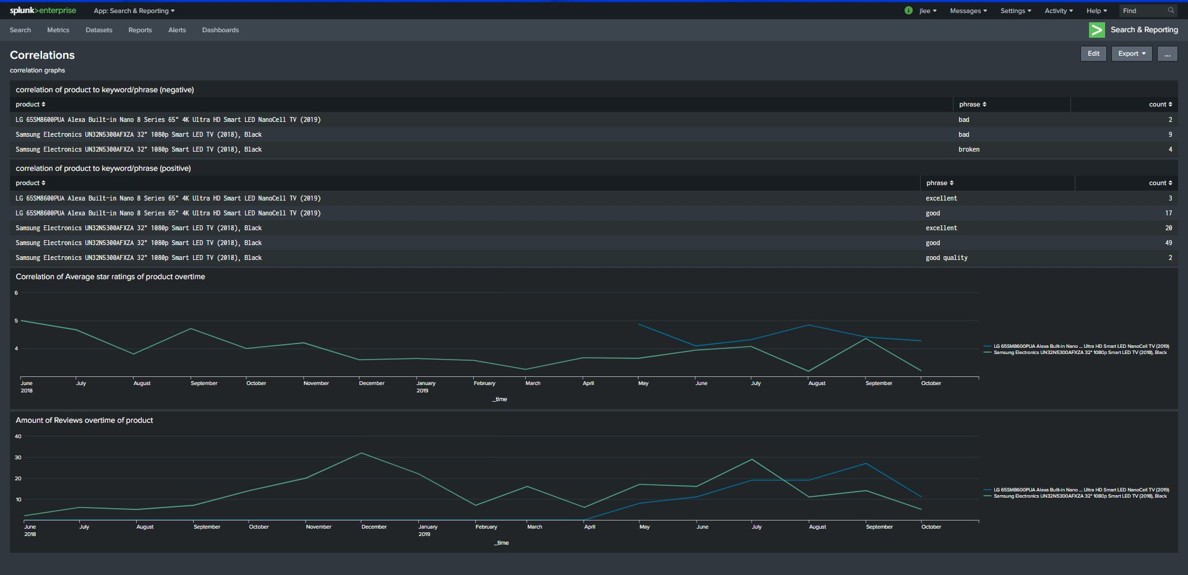 splunk>enterprise App: Search & Reporting ▾ i jlee ▾ Messages ▾ Settings ▾ Activity ▾ Help ▾ Find
Search Metrics Datasets Reports Alerts Dashboards > Search & Reporting
Correlations Edit Export ▾ ...
correlation graphs
correlation of product to keyword/phrase (negative)
product phrase count
LG 65SM8600PUA Alexa Built-in Nano 8 Series 65" 4K Ultra HD Smart LED NanoCell TV (2019) bad 2
Samsung Electronics UN32N5300AFXZA 32" 1080p Smart LED TV (2018), Black bad 9
Samsung Electronics UN32N5300AFXZA 32" 1080p Smart LED TV (2018), Black broken 4
correlation of product to keyword/phrase (positive)
product phrase count
LG 65SM8600PUA Alexa Built-in Nano 8 Series 65" 4K Ultra HD Smart LED NanoCell TV (2019) excellent 3
LG 65SM8600PUA Alexa Built-in Nano 8 Series 65" 4K Ultra HD Smart LED NanoCell TV (2019) good 17
Samsung Electronics UN32N5300AFXZA 32" 1080p Smart LED TV (2018), Black excellent 20
Samsung Electronics UN32N5300AFXZA 32" 1080p Smart LED TV (2018), Black good 49
Samsung Electronics UN32N5300AFXZA 32" 1080p Smart LED TV (2018), Black good quality 2
Correlation of Average star ratings of product overtime
6
5
4
LG 65SM8600PUA Alexa Built-in Nano ... Ultra HD Smart LED NanoCell TV (2019)
Samsung Electronics UN32N5300AFXZA 32" 1080p Smart LED TV (2018), Black
June July August September October November December January February March April May June July August September October
2018 2019
_time
Amount of Reviews overtime of product
40
30
20
10
LG 65SM8600PUA Alexa Built-in Nano ... Ultra HD Smart LED NanoCell TV (2019)
Samsung Electronics UN32N5300AFXZA 32" 1080p Smart LED TV (2018), Black
June July August September October November December January February March April May June July August September October
2018 2019
_time